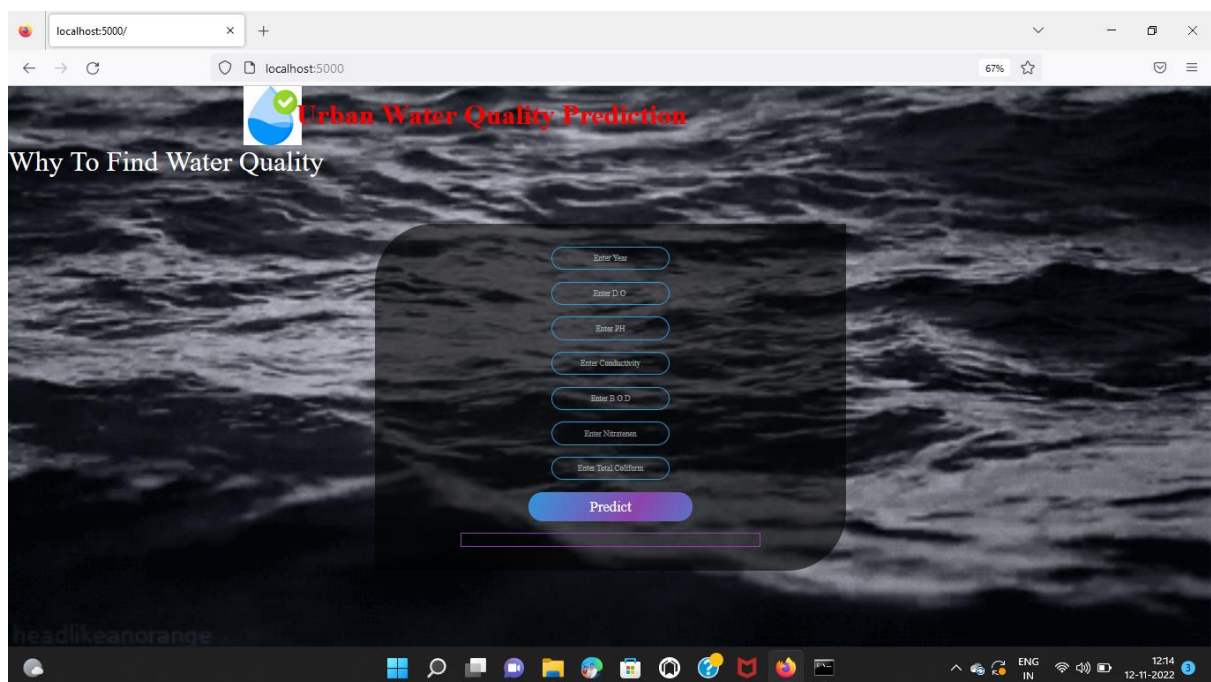 localhost:5000/
localhost:5000
67%
Urban Water Quality Prediction
Why To Find Water Quality
Enter Year
Enter D.O
Enter PH
Enter Conductivity
Enter B.O.D
Enter Nitratenen
Enter Total Coliform
Predict
headlikeanorange
ENG
IN
12:14
12-11-2022
3